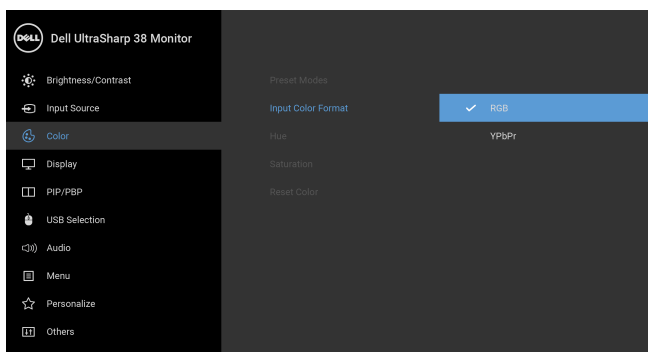 DELL Dell UltraSharp 38 Monitor
Brightness/Contrast
Preset Modes
Input Source
Input Color Format
RGB
Color
Hue
YPbPr
Display
Saturation
PIP/PBP
Reset Color
USB Selection
Audio
Menu
Personalize
Others